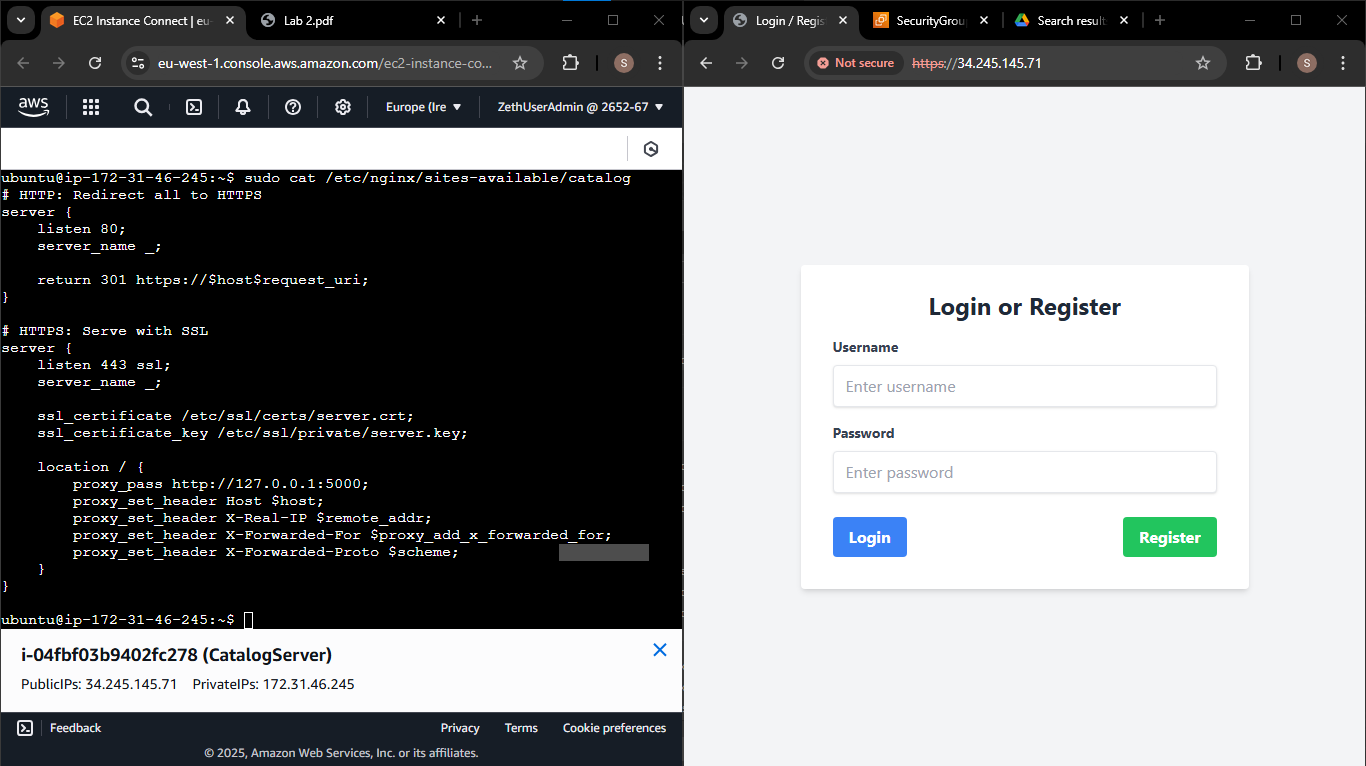 EC2 Instance Connect | eu-
Lab 2.pdf
eu-west-1.console.aws.amazon.com/ec2-instance-co...
S
aws
Europe (Ire
ZethUserAdmin @ 2652-67
ubuntu@ip-172-31-46-245:~$ sudo cat /etc/nginx/sites-available/catalog
# HTTP: Redirect all to HTTPS
server {
    listen 80;
    server_name _;
    return 301 https://$host$request_uri;
}
# HTTPS: Serve with SSL
server {
    listen 443 ssl;
    server_name _;
    ssl_certificate /etc/ssl/certs/server.crt;
    ssl_certificate_key /etc/ssl/private/server.key;
    location / {
        proxy_pass http://127.0.0.1:5000;
        proxy_set_header Host $host;
        proxy_set_header X-Real-IP $remote_addr;
        proxy_set_header X-Forwarded-For $proxy_add_x_forwarded_for;
        proxy_set_header X-Forwarded-Proto $scheme;
    }
}
ubuntu@ip-172-31-46-245:~$
i-04fbf03b9402fc278 (CatalogServer)
PublicIPs: 34.245.145.71 PrivateIPs: 172.31.46.245
Feedback
Privacy Terms Cookie preferences
© 2025, Amazon Web Services, Inc. or its affiliates.
Login / Regis
SecurityGrou
Search result
Not secure
https://34.245.145.71
S
Login or Register
Username
Enter username
Password
Enter password
Login
Register